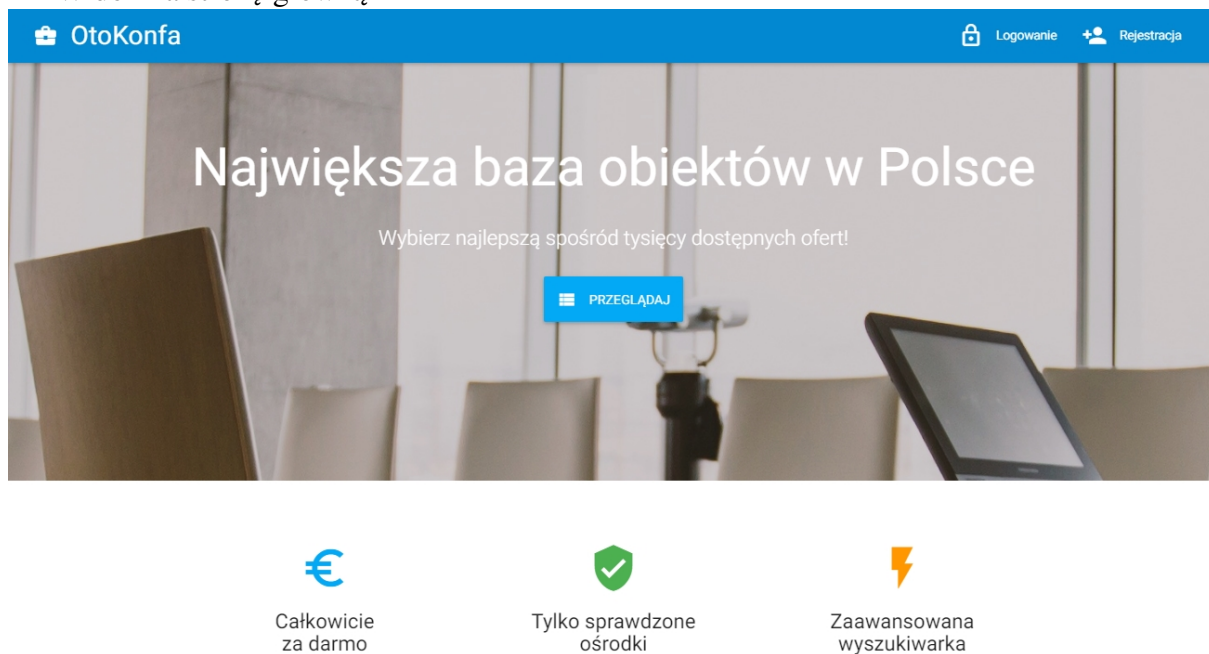 OtoKonfa
Logowanie
Rejestracja
Największa baza obiektów w Polsce
Wybierz najlepszą spośród tysięcy dostępnych ofert!
PRZEGLĄDAJ
Całkowicie
za darmo
Tylko sprawdzone
ośrodki
Zaawansowana
wyszukiwarka